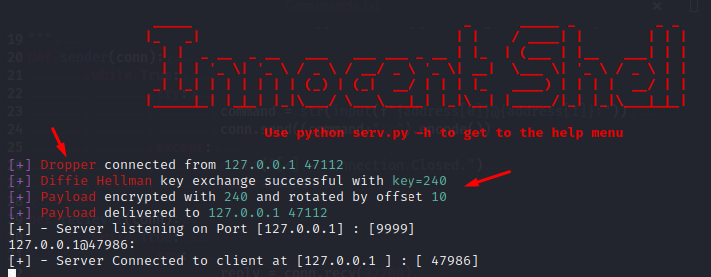 InnocentShell
Use python serv.py -h to get to the help menu
[+] Dropper connected from 127.0.0.1 47112
[+] Diffie Hellman key exchange successful with key=240
[+] Payload encrypted with 240 and rotated by offset 10
[+] Payload delivered to 127.0.0.1 47112
[+] - Server listening on Port [127.0.0.1] : [9999]
127.0.0.1@47986:
[+] - Server Connected to client at [127.0.0.1 ] : [ 47986]